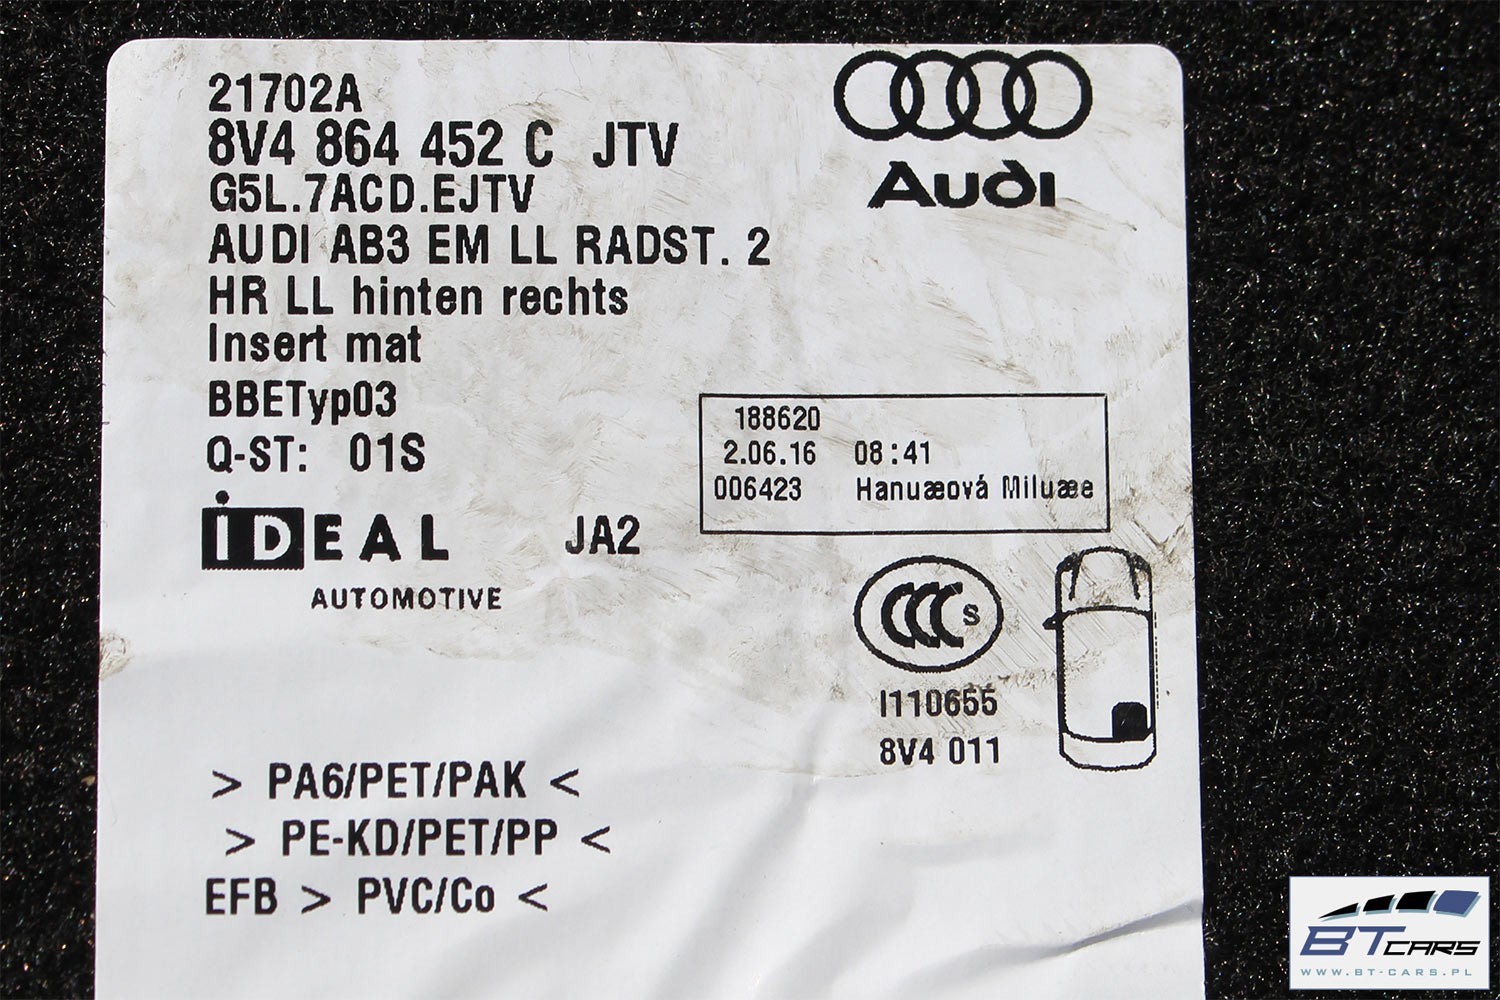 21702A
8V4 864 452 C JTV
G5L.7ACD.EJTV
AUDI AB3 EM LL RADST. 2
HR LL hinten rechts
Insert mat
BBETyp03
Q-ST: 01S
Audi
188620
2.06.16 08:41
006423 Hanuæová Miluæe
iDEAL JA2
AUTOMOTIVE
CCC S
I110655
8V4 011
> PA6/PET/PAK <
> PE-KD/PET/PP <
EFB > PVC/Co <
BTCARS
WWW.BT-CARS.PL